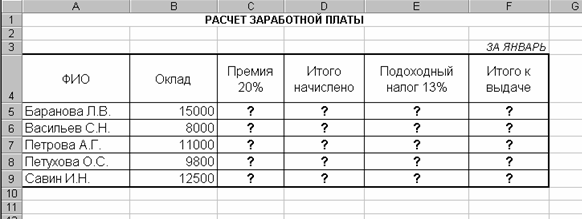 A B C D E F G
1 РАСЧЕТ ЗАРАБОТНОЙ ПЛАТЫ
2
3 ЗА ЯНВАРЬ
4 ФИО Оклад Премия 20% Итого начислено Подоходный налог 13% Итого к выдаче
5 Баранова Л.В. 15000 ? ? ? ?
6 Васильев С.Н. 8000 ? ? ? ?
7 Петрова А.Г. 11000 ? ? ? ?
8 Петухова О.С. 9800 ? ? ? ?
9 Савин И.Н. 12500 ? ? ? ?
10
11